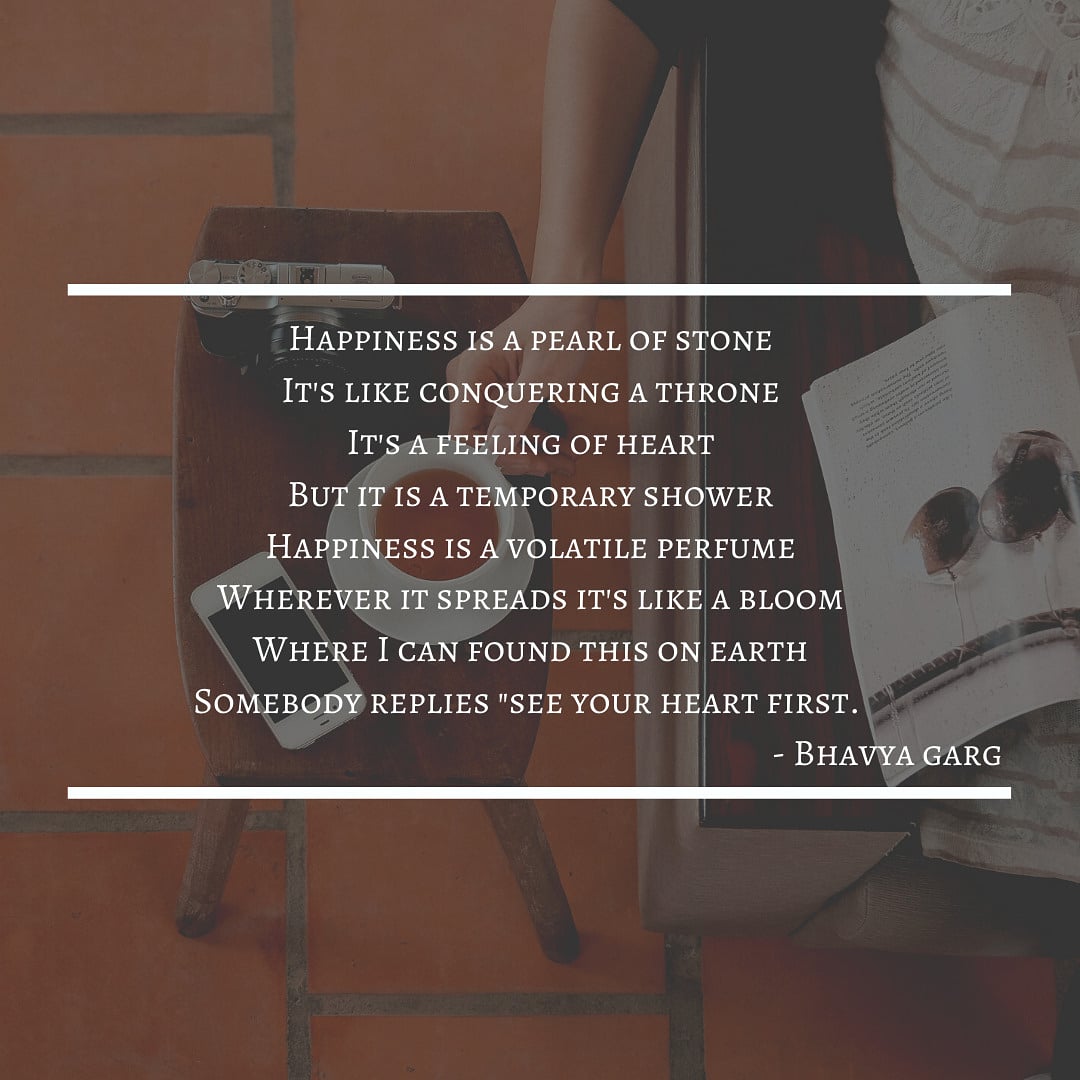 Happiness is a pearl of stone
It's like conquering a throne
It's a feeling of heart
But it is a temporary shower
Happiness is a volatile perfume
Wherever it spreads it's like a bloom
Where I can found this on earth
Somebody replies "see your heart first.
- Bhavya garg